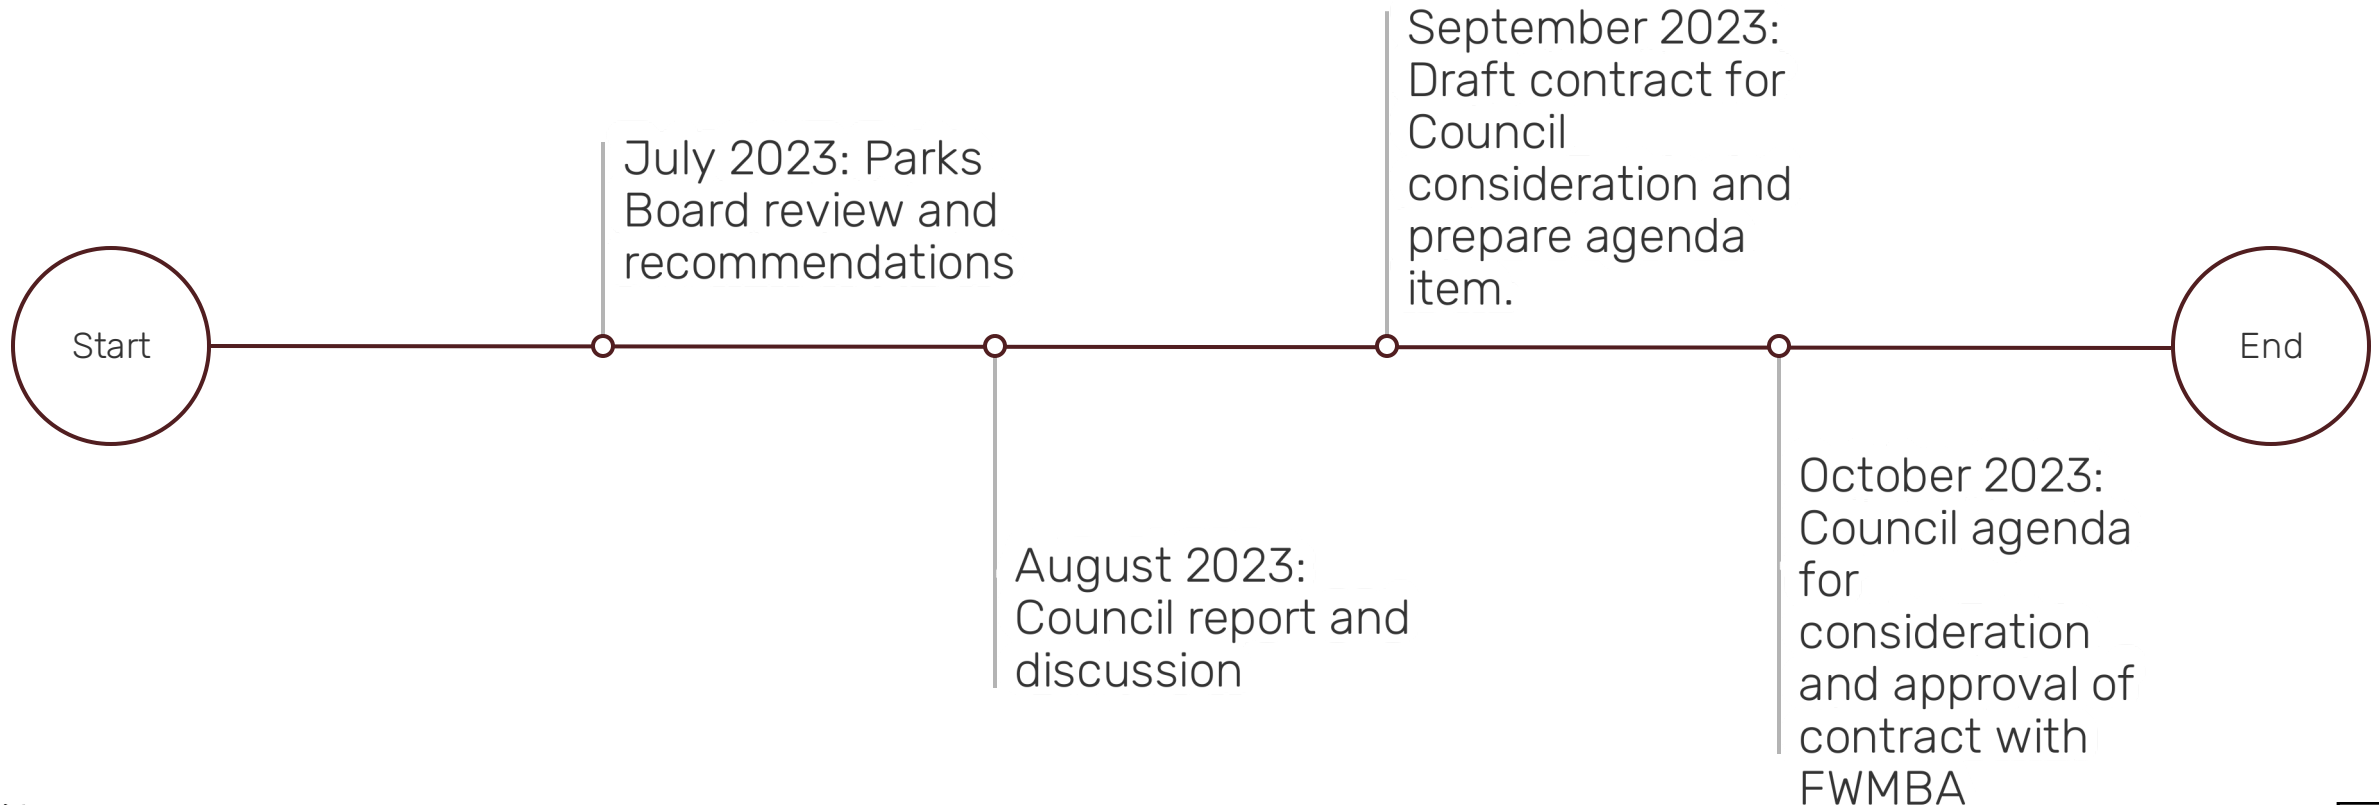 Start
July 2023: Parks
Board review and
recommendations
August 2023:
Council report and
discussion
September 2023:
Draft contract for
Council
consideration and
prepare agenda
item.
October 2023:
Council agenda
for
consideration
and approval of
contract with
FWMBA
End